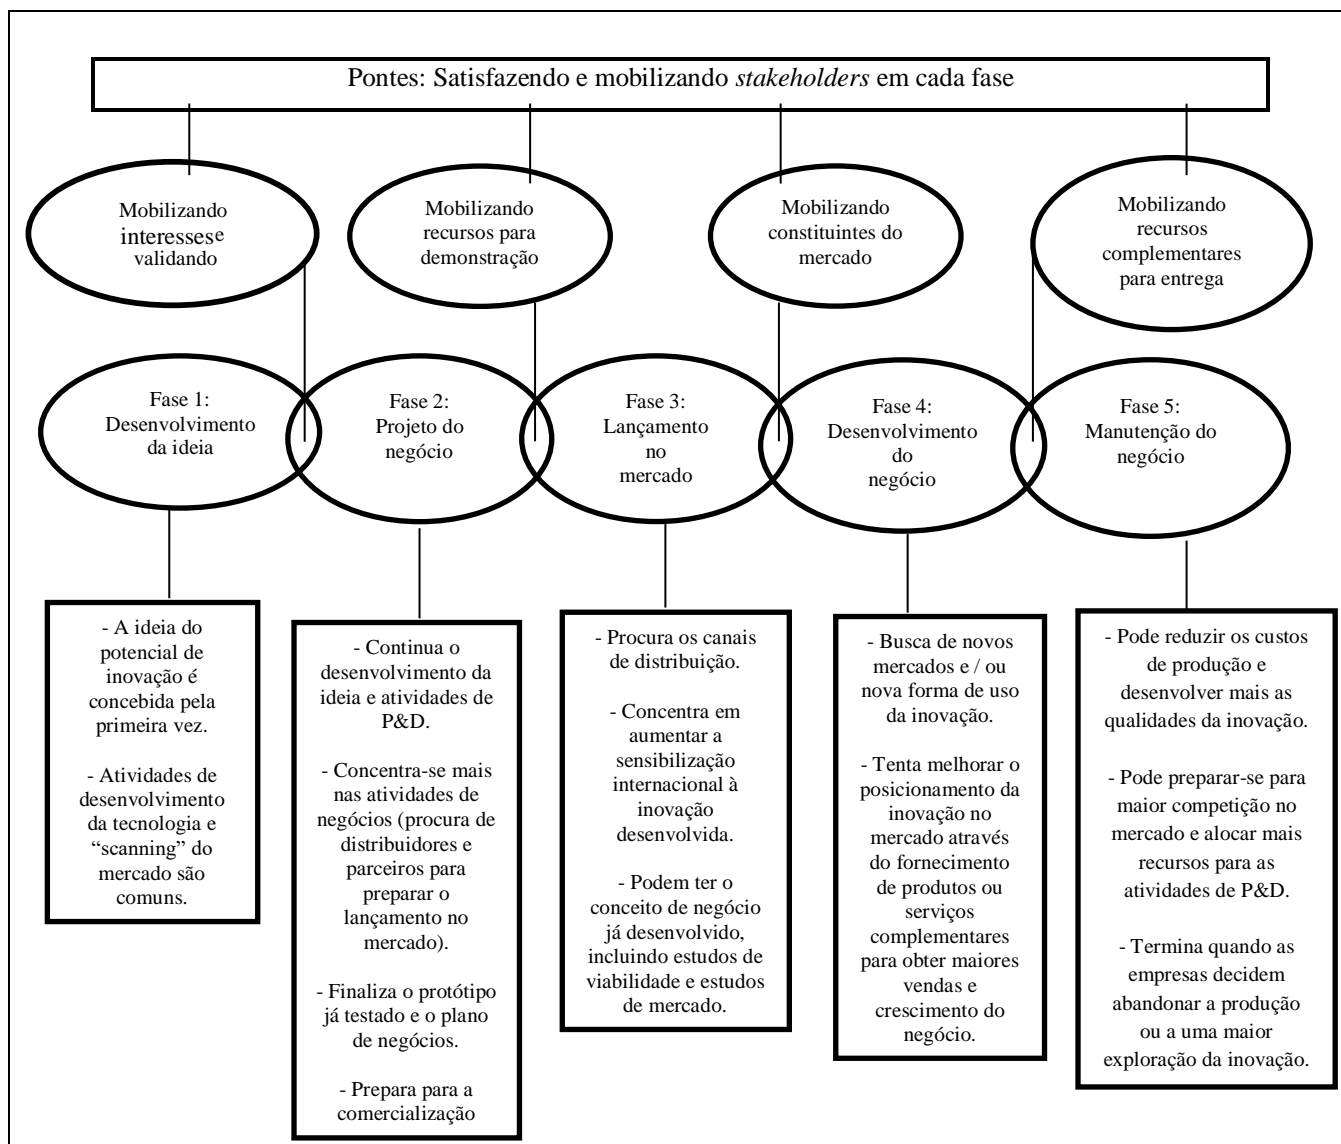 Pontes: Satisfazendo e mobilizando stakeholders em cada fase
Mobilizando
interesses e
validando
Mobilizando
recursos para
demonstração
Mobilizando
constituintes do
mercado
Mobilizando
recursos
complementares
para entrega
Fase 1:
Desenvolvimento
da ideia
Fase 2:
Projeto do
negócio
Fase 3:
Lançamento
no
mercado
Fase 4:
Desenvolvimento
do
negócio
Fase 5:
Manutenção do
negócio
- A ideia do
potencial de
inovação é
concebida pela
primeira vez.
- Atividades de
desenvolvimento
da tecnologia e
“scanning” do
mercado são
comuns.
- Continua o
desenvolvimento da
ideia e atividades de
P&D.
- Concentra-se mais
nas atividades de
negócios (procura de
distribuidores e
parceiros para
preparar o
lançamento no
mercado).
- Finaliza o protótipo
já testado e o plano
de negócios.
- Prepara para a
comercialização
- Procura os canais
de distribuição.
- Concentra em
aumentar a
sensibilização
internacional à
inovação
desenvolvida.
- Podem ter o
conceito de negócio
já desenvolvido,
incluindo estudos de
viabilidade e estudos
de mercado.
- Busca de novos
mercados e / ou
nova forma de uso
da inovação.
- Tenta melhorar o
posicionamento da
inovação no
mercado através
do fornecimento
de produtos ou
serviços
complementares
para obter maiores
vendas e
crescimento do
negócio.
- Pode reduzir os custos
de produção e
desenvolver mais as
qualidades da inovação.
- Pode preparar-se para
maior competição no
mercado e alocar mais
recursos para as
atividades de P&D.
- Termina quando as
empresas decidem
abandonar a produção
ou a uma maior
exploração da inovação.